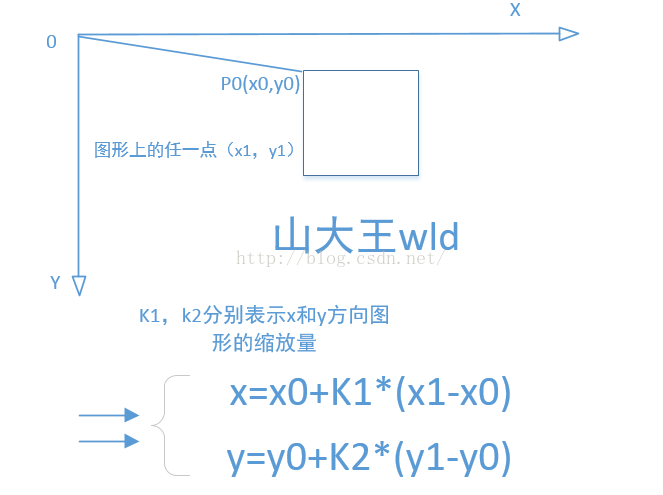 X
0
P0(x0,y0)
图形上的任一点（x1，y1）
山大王wld
http://blog.csdn.net/
Y
K1，k2分别表示x和y方向图
形的缩放量
x=x0+K1*(x1-x0)
y=y0+K2*(y1-y0)